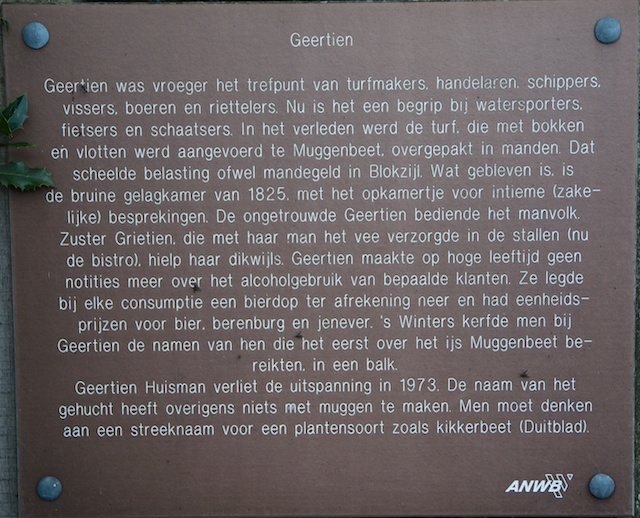 Geertien
Geertien was vroeger het trefpunt van turfmakers, handelaren, schippers,
vissers, boeren en riettelers. Nu is het een begrip bij watersporters,
fietsers en schaatsers. In het verleden werd de turf, die met bokken
en vlotten werd aangevoerd te Muggenbeet, overgepakt in manden. Dat
scheelde belasting ofwel mandegeld in Blokzijl. Wat gebleven is, is
de bruine gelagkamer van 1825, met het opkamertje voor intieme (zake-
lijke) besprekingen. De ongetrouwde Geertien bediende het manvolk.
Zuster Grietien, die met haar man het vee verzorgde in de stallen (nu
de bistro), hielp haar dikwijls. Geertien maakte op hoge leeftijd geen
notities meer over het alcoholgebruik van bepaalde klanten. Ze legde
bij elke consumptie een bierdop ter afrekening neer en had eenheids-
prijzen voor bier, berenburg en jenever. 's Winters kerfde men bij
Geertien de namen van hen die het eerst over het ijs Muggenbeet be-
reikten, in een balk.
Geertien Huisman verliet de uitspanning in 1973. De naam van het
gehucht heeft overigens niets met muggen te maken. Men moet denken
aan een streeknaam voor een plantensoort zoals kikkerbeet (Duitblad).
ANWB